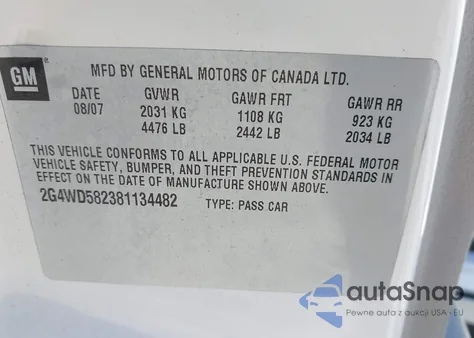 GM
MFD BY GENERAL MOTORS OF CANADA LTD.
DATE GVWR GAWR FRT GAWR RR
08/07 2031 KG 1108 KG 923 KG
4476 LB 2442 LB 2034 LB
THIS VEHICLE CONFORMS TO ALL APPLICABLE U.S. FEDERAL MOTOR
VEHICLE SAFETY, BUMPER, AND THEFT PREVENTION STANDARDS IN
EFFECT ON THE DATE OF MANUFACTURE SHOWN ABOVE.
2G4WD582381134482 TYPE: PASS CAR
autoSnap
Pewne auta z aukcji USA - EU